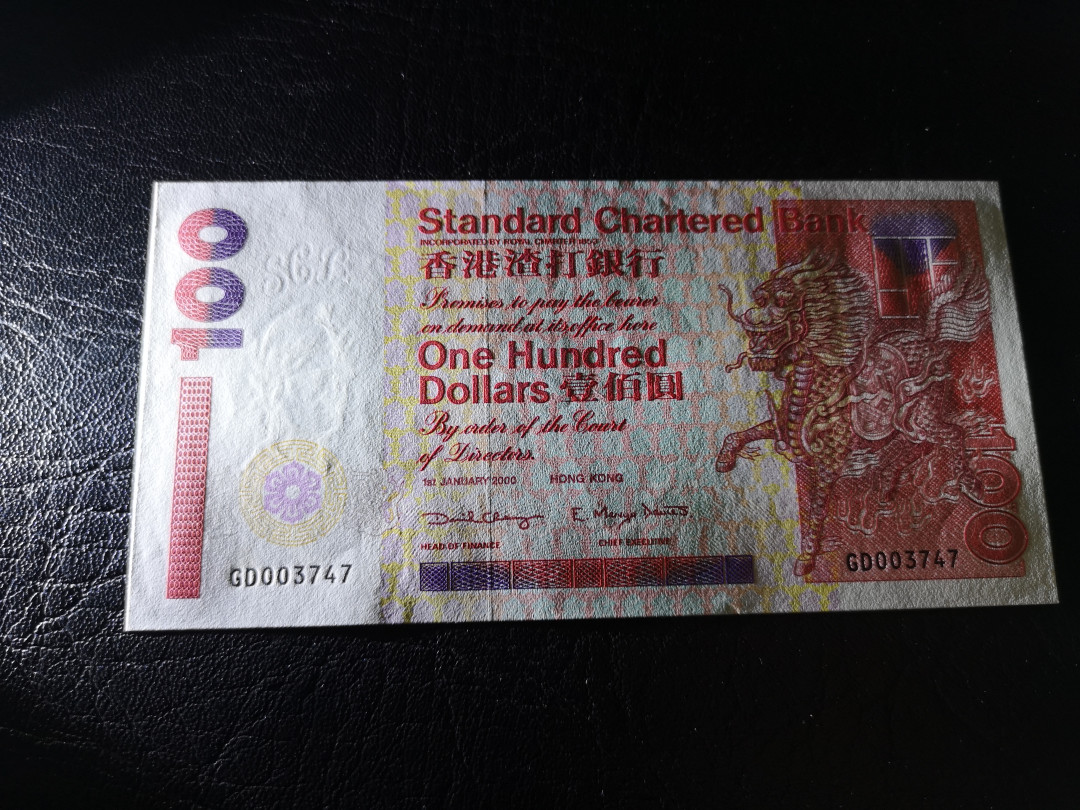 100
Standard Chartered Bank
INCORPORATED BY ROYAL CHARTER 1853
香港渣打銀行
Promises to pay the bearer
on demand at its office here
One Hundred
Dollars 壹佰圓
By order of the Court
of Directors.
1st JANUARY 2000 HONG KONG
HEAD OF FINANCE CHIEF EXECUTIVE
GD003747
GD003747
100